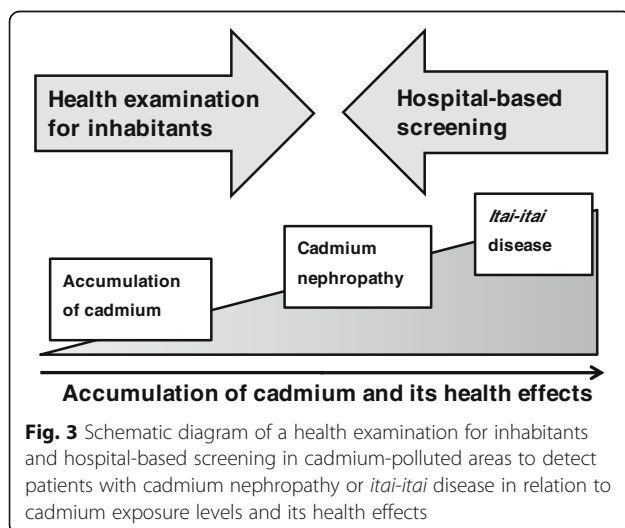 Health examination
for inhabitants
Hospital-based
screening
Itai-itai
disease
Cadmium
nephropathy
Accumulation
of cadmium
Accumulation of cadmium and its health effects
Fig. 3 Schematic diagram of a health examination for inhabitants
and hospital-based screening in cadmium-polluted areas to detect
patients with cadmium nephropathy or itai-itai disease in relation to
cadmium exposure levels and its health effects